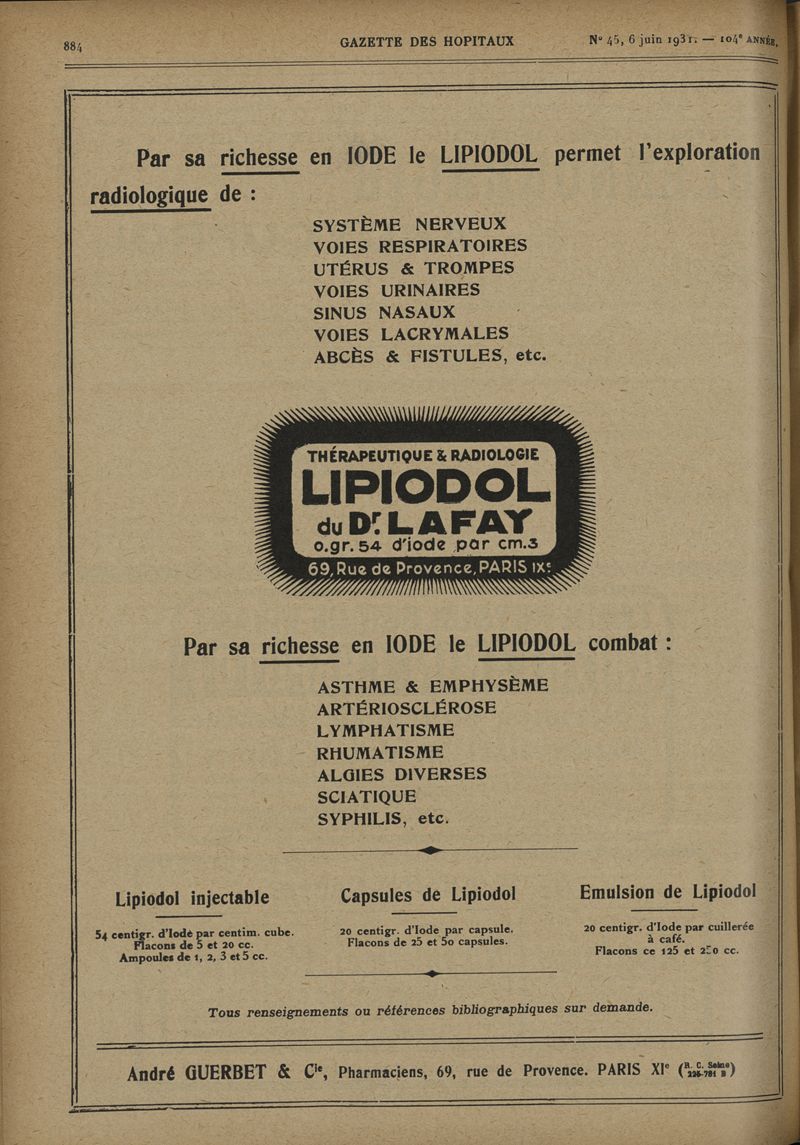 884
GAZETTE DES HOPITAUX
N° 45, 6 juin 1931. — 104e ANNÉE.
Par sa richesse en IODE le LIPIODOL permet l'exploration
radiologique de :
SYSTÈME NERVEUX
VOIES RESPIRATOIRES
UTÉRUS & TROMPES
VOIES URINAIRES
SINUS NASAUX
VOIES LACRYMALES
ABCÈS & FISTULES, etc.
THÉRAPEUTIQUE & RADIOLOGIE
LIPIODOL
du Dr. LAFAY
0.gr. 54 d'iode par cm.3
69, Rue de Provence, PARIS IXe.
Par sa richesse en IODE le LIPIODOL combat :
ASTHME & EMPHYSÈME
ARTÉRIOSCLÉROSE
LYMPHATISME
RHUMATISME
ALGIES DIVERSES
SCIATIQUE
SYPHILIS, etc.
Lipiodol injectable
54 centigr. d'Iode par centim. cube.
Flacons de 5 et 20 cc.
Ampoules de 1, 2, 3 et 5 cc.
Capsules de Lipiodol
20 centigr. d'Iode par capsule.
Flacons de 25 et 50 capsules.
Emulsion de Lipiodol
20 centigr. d'Iode par cuillerée
à café.
Flacons ce 125 et 250 cc.
Tous renseignements ou références bibliographiques sur demande.
André GUERBET & Cie, Pharmaciens, 69, rue de Provence. PARIS XIe (R. C. Seine
)